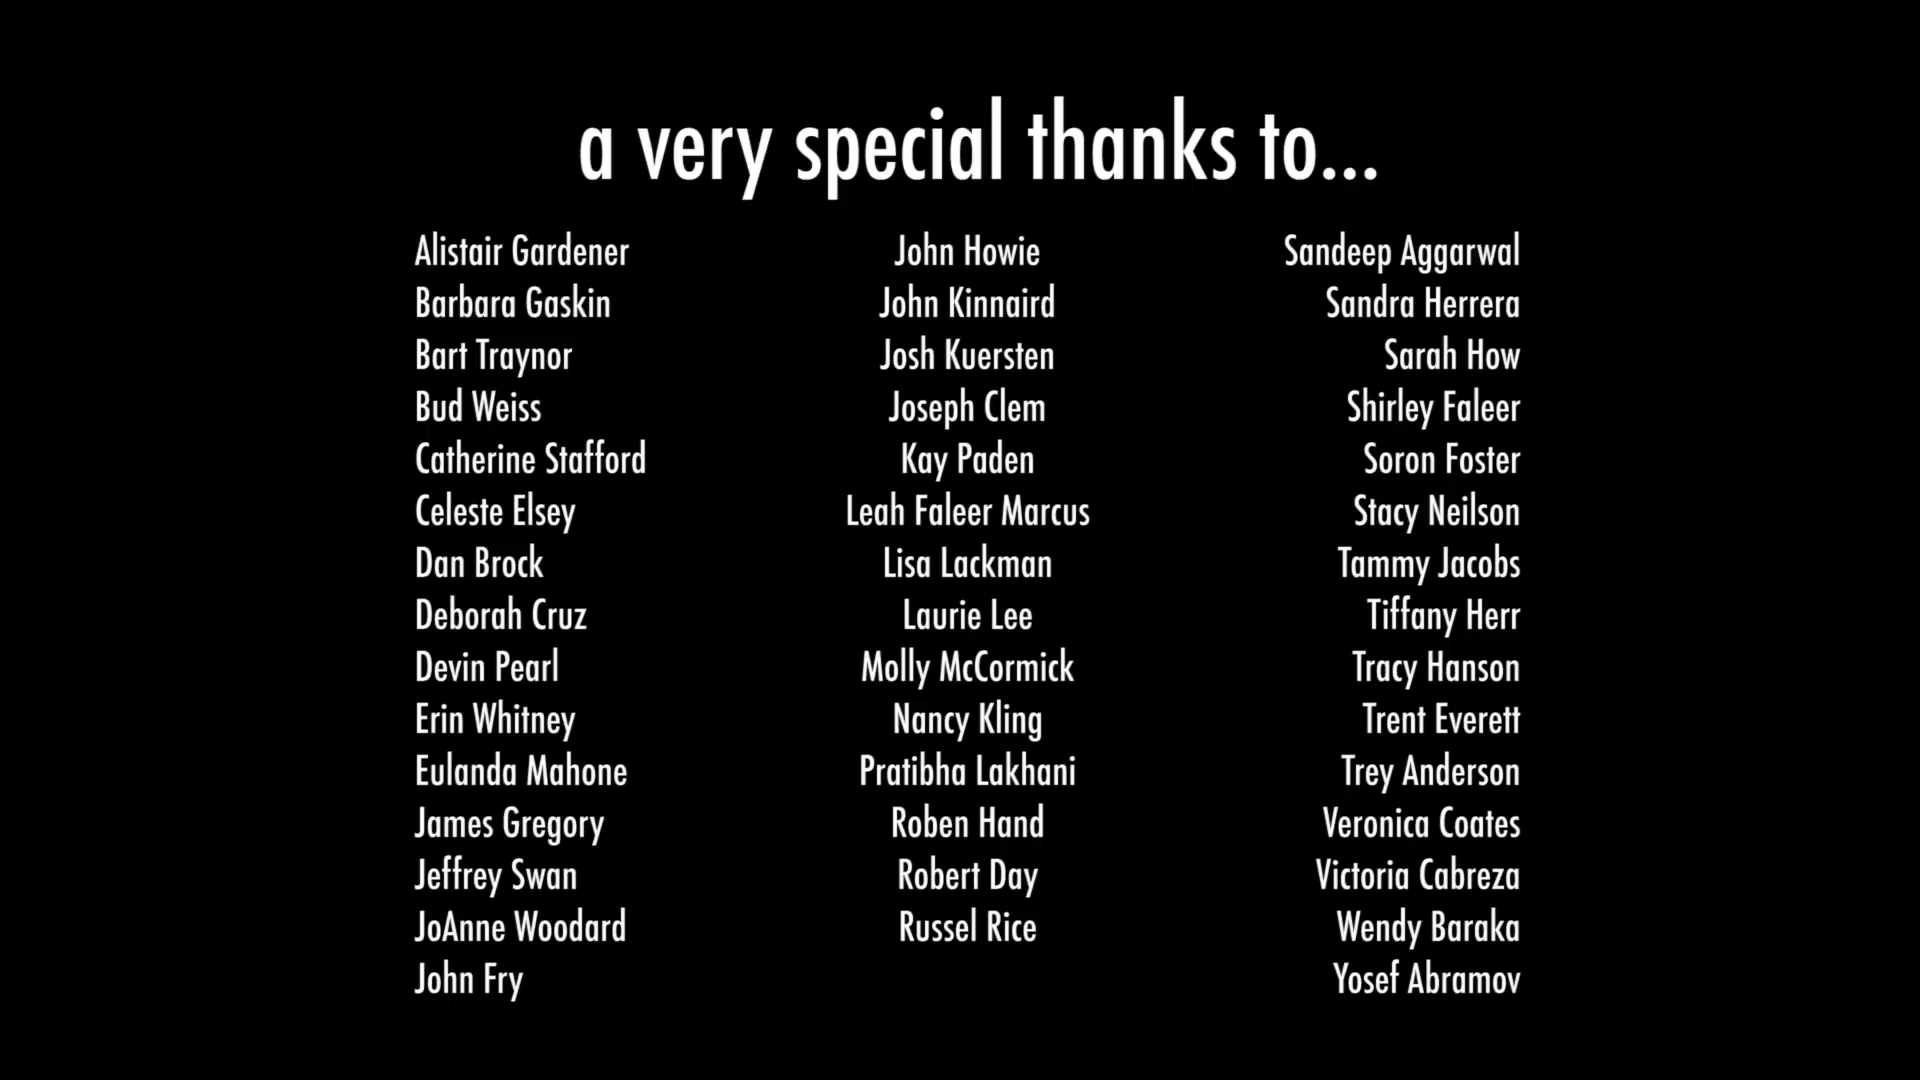 a very special thanks to...
Alistair Gardener
Barbara Gaskin
Bart Traynor
Bud Weiss
Catherine Stafford
Celeste Elsey
Dan Brock
Deborah Cruz
Devin Pearl
Erin Whitney
Eulanda Mahone
James Gregory
Jeffrey Swan
JoAnne Woodard
John Fry
John Howie
John Kinnaird
Josh Kuersten
Joseph Clem
Kay Paden
Leah Faleer Marcus
Lisa Lackman
Laurie Lee
Molly McCormick
Nancy Kling
Pratibha Lakhani
Roben Hand
Robert Day
Russel Rice
Sandeep Aggarwal
Sandra Herrera
Sarah How
Shirley Faleer
Soron Foster
Stacy Neilson
Tammy Jacobs
Tiffany Herr
Tracy Hanson
Trent Everett
Trey Anderson
Veronica Coates
Victoria Cabreza
Wendy Baraka
Yosef Abramov